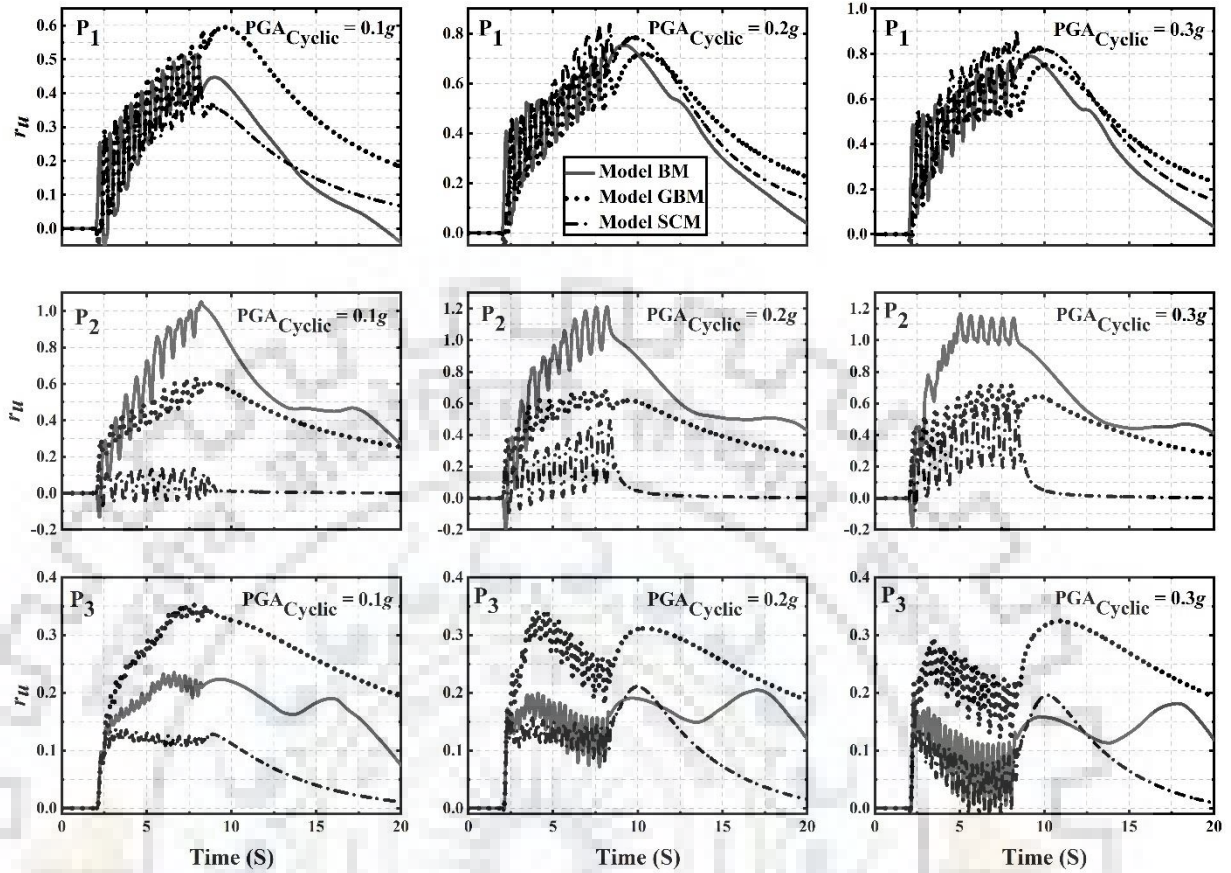 P1 PGACyclic = 0.1g
P1 PGACyclic = 0.2g
P1 PGACyclic = 0.3g
ru
0.6
0.5
0.4
0.3
0.2
0.1
0.0
0.8
0.6
0.4
0.2
0.0
1.0
0.8
0.6
0.4
0.2
0.0
Model BM
Model GBM
Model SCM
P2 PGACyclic = 0.1g
P2 PGACyclic = 0.2g
P2 PGACyclic = 0.3g
ru
1.0
0.8
0.6
0.4
0.2
0.0
-0.2
1.2
1.0
0.8
0.6
0.4
0.2
0.0
-0.2
1.2
1.0
0.8
0.6
0.4
0.2
0.0
-0.2
P3 PGACyclic = 0.1g
P3 PGACyclic = 0.2g
P3 PGACyclic = 0.3g
ru
0.4
0.3
0.2
0.1
0.0
0.4
0.3
0.2
0.1
0.0
0.4
0.3
0.2
0.1
0.0
0 5 10 15 20
0 5 10 15 20
0 5 10 15 20
Time (S)
Time (S)
Time (S)